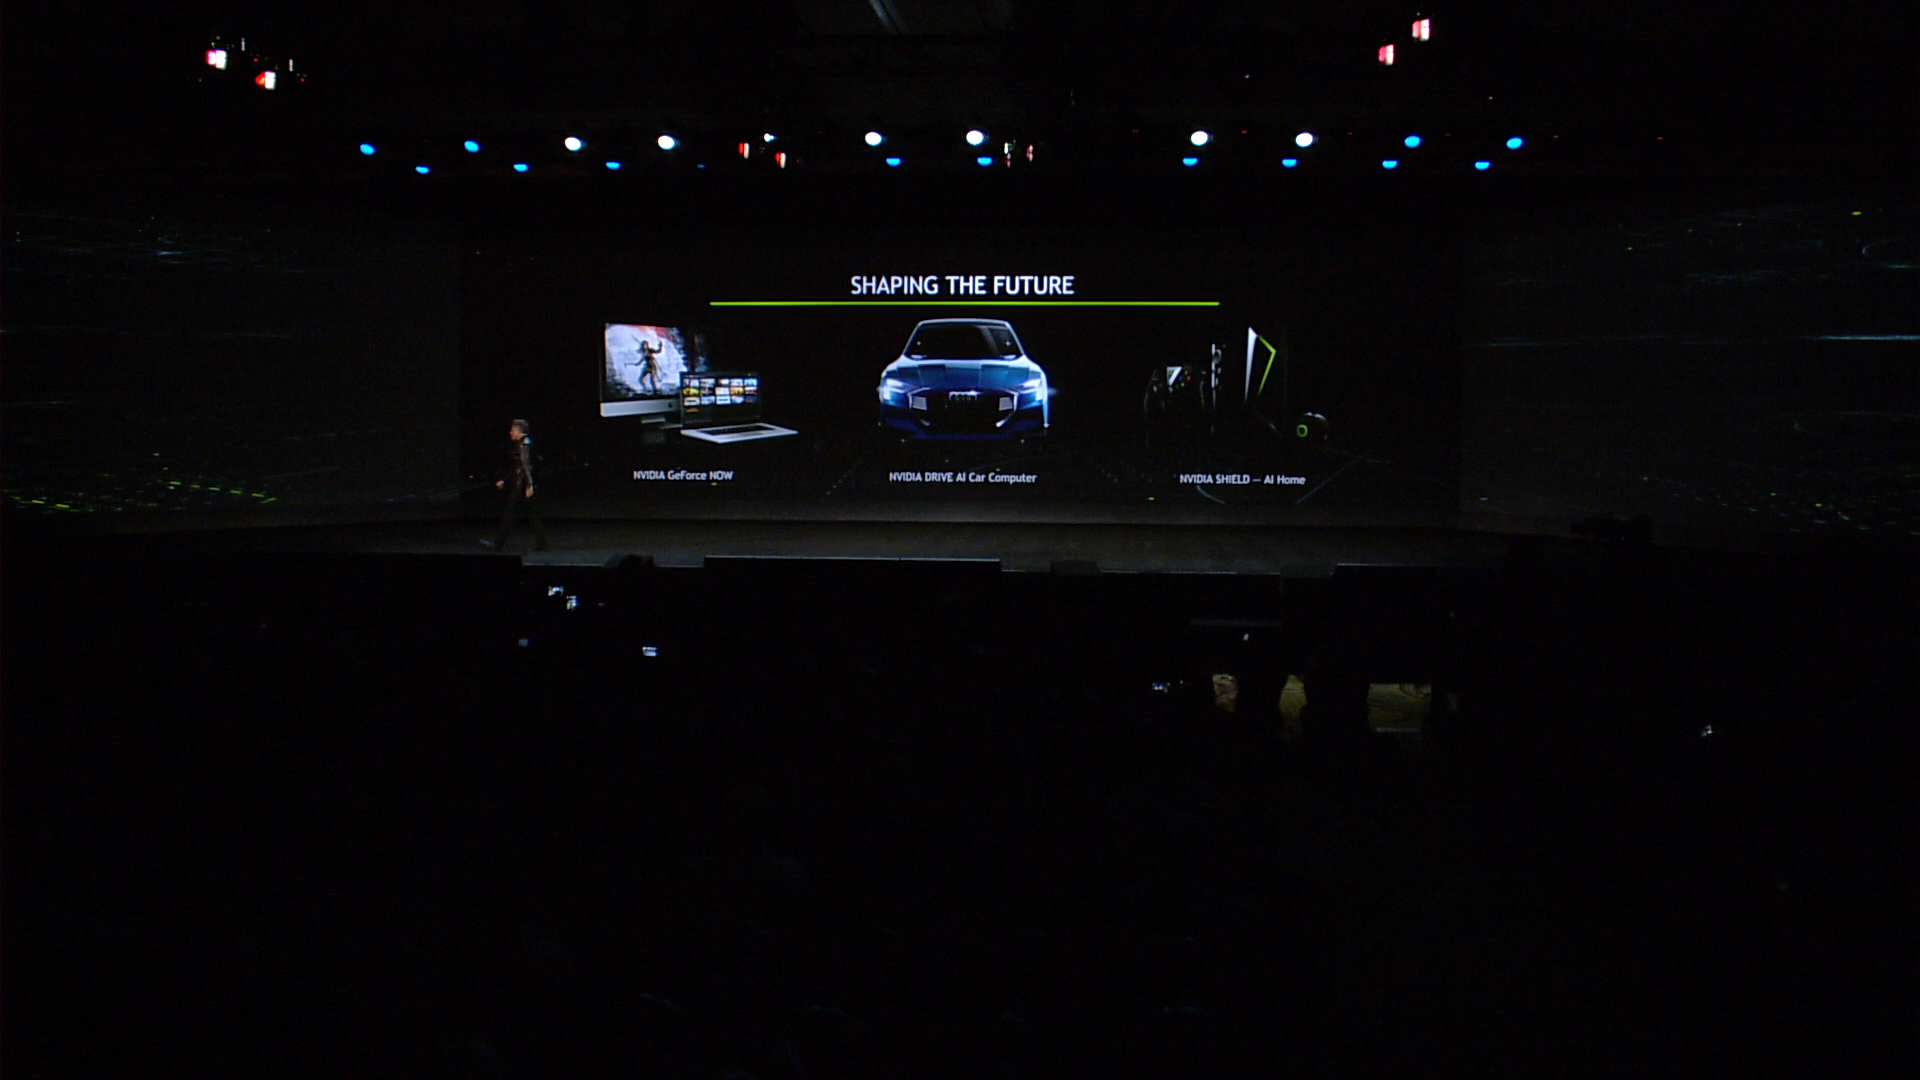 SHAPING THE FUTURE
NVIDIA GeForce NOW
NVIDIA DRIVE AI Car Computer
NVIDIA SHIELD — AI Home